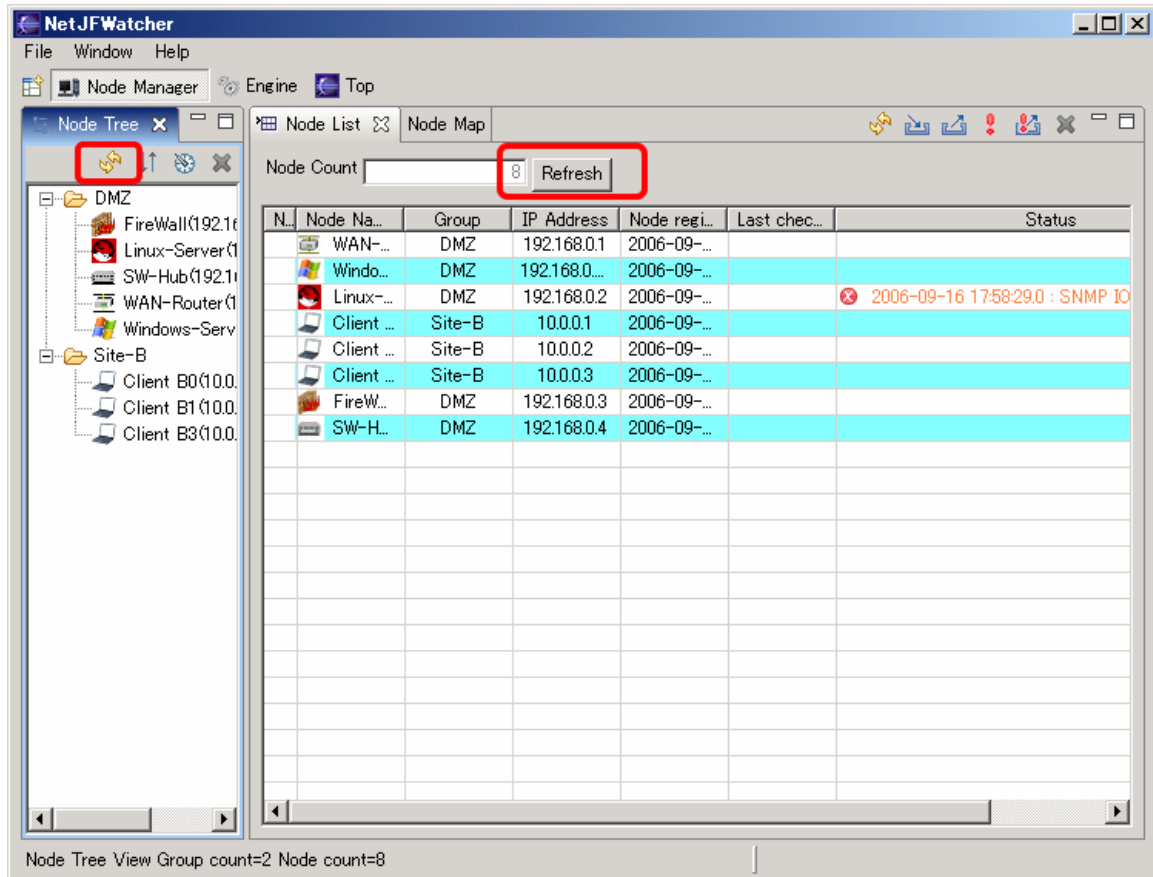 NetJFWatcher
File Window Help
Node Manager Engine Top
Node Tree
Node List Node Map
Node Count 8 Refresh
DMZ
FireWall(192.16
Linux-Server(1
SW-Hub(192.16
WAN-Router(1
Windows-Serv
Site-B
Client B0(10.0.
Client B1(10.0.
Client B3(10.0.
N... Node Na... Group IP Address Node regi... Last chec... Status
WAN-... DMZ 192.168.0.1 2006-09-...
Windo... DMZ 192.168.0.... 2006-09-...
Linux-... DMZ 192.168.0.2 2006-09-... 2006-09-16 17:58:29.0 : SNMP IO
Client ... Site-B 10.0.0.1 2006-09-...
Client ... Site-B 10.0.0.2 2006-09-...
Client ... Site-B 10.0.0.3 2006-09-...
FireW... DMZ 192.168.0.3 2006-09-...
SW-H... DMZ 192.168.0.4 2006-09-...
Node Tree View Group count=2 Node count=8